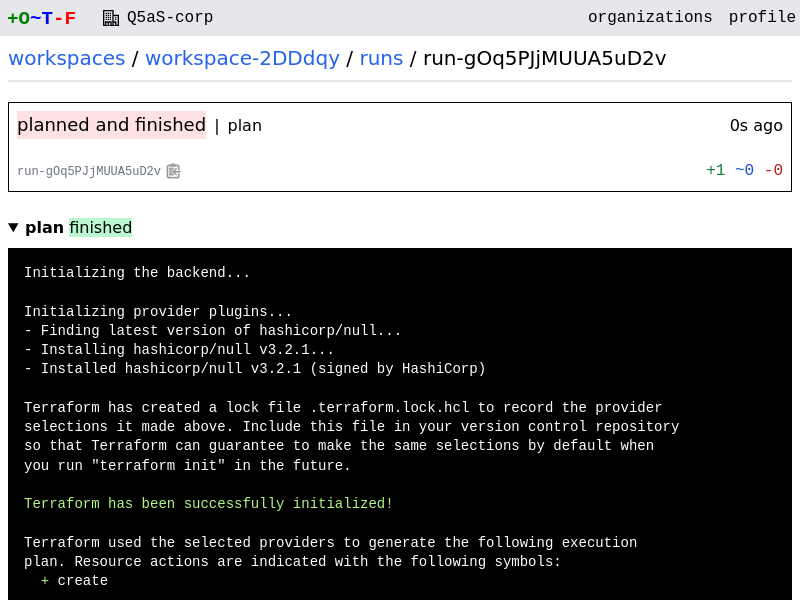 +O~T-F Q5aS-corp organizations profile
workspaces / workspace-2DDdqy / runs / run-gOq5PJjMUUA5uD2v
planned and finished | plan 0s ago
run-gOq5PJjMUUA5uD2v +1 ~0 -0
▼ plan finished
Initializing the backend...
Initializing provider plugins...
- Finding latest version of hashicorp/null...
- Installing hashicorp/null v3.2.1...
- Installed hashicorp/null v3.2.1 (signed by HashiCorp)
Terraform has created a lock file .terraform.lock.hcl to record the provider
selections it made above. Include this file in your version control repository
so that Terraform can guarantee to make the same selections by default when
you run "terraform init" in the future.
Terraform has been successfully initialized!
Terraform used the selected providers to generate the following execution
plan. Resource actions are indicated with the following symbols:
+ create